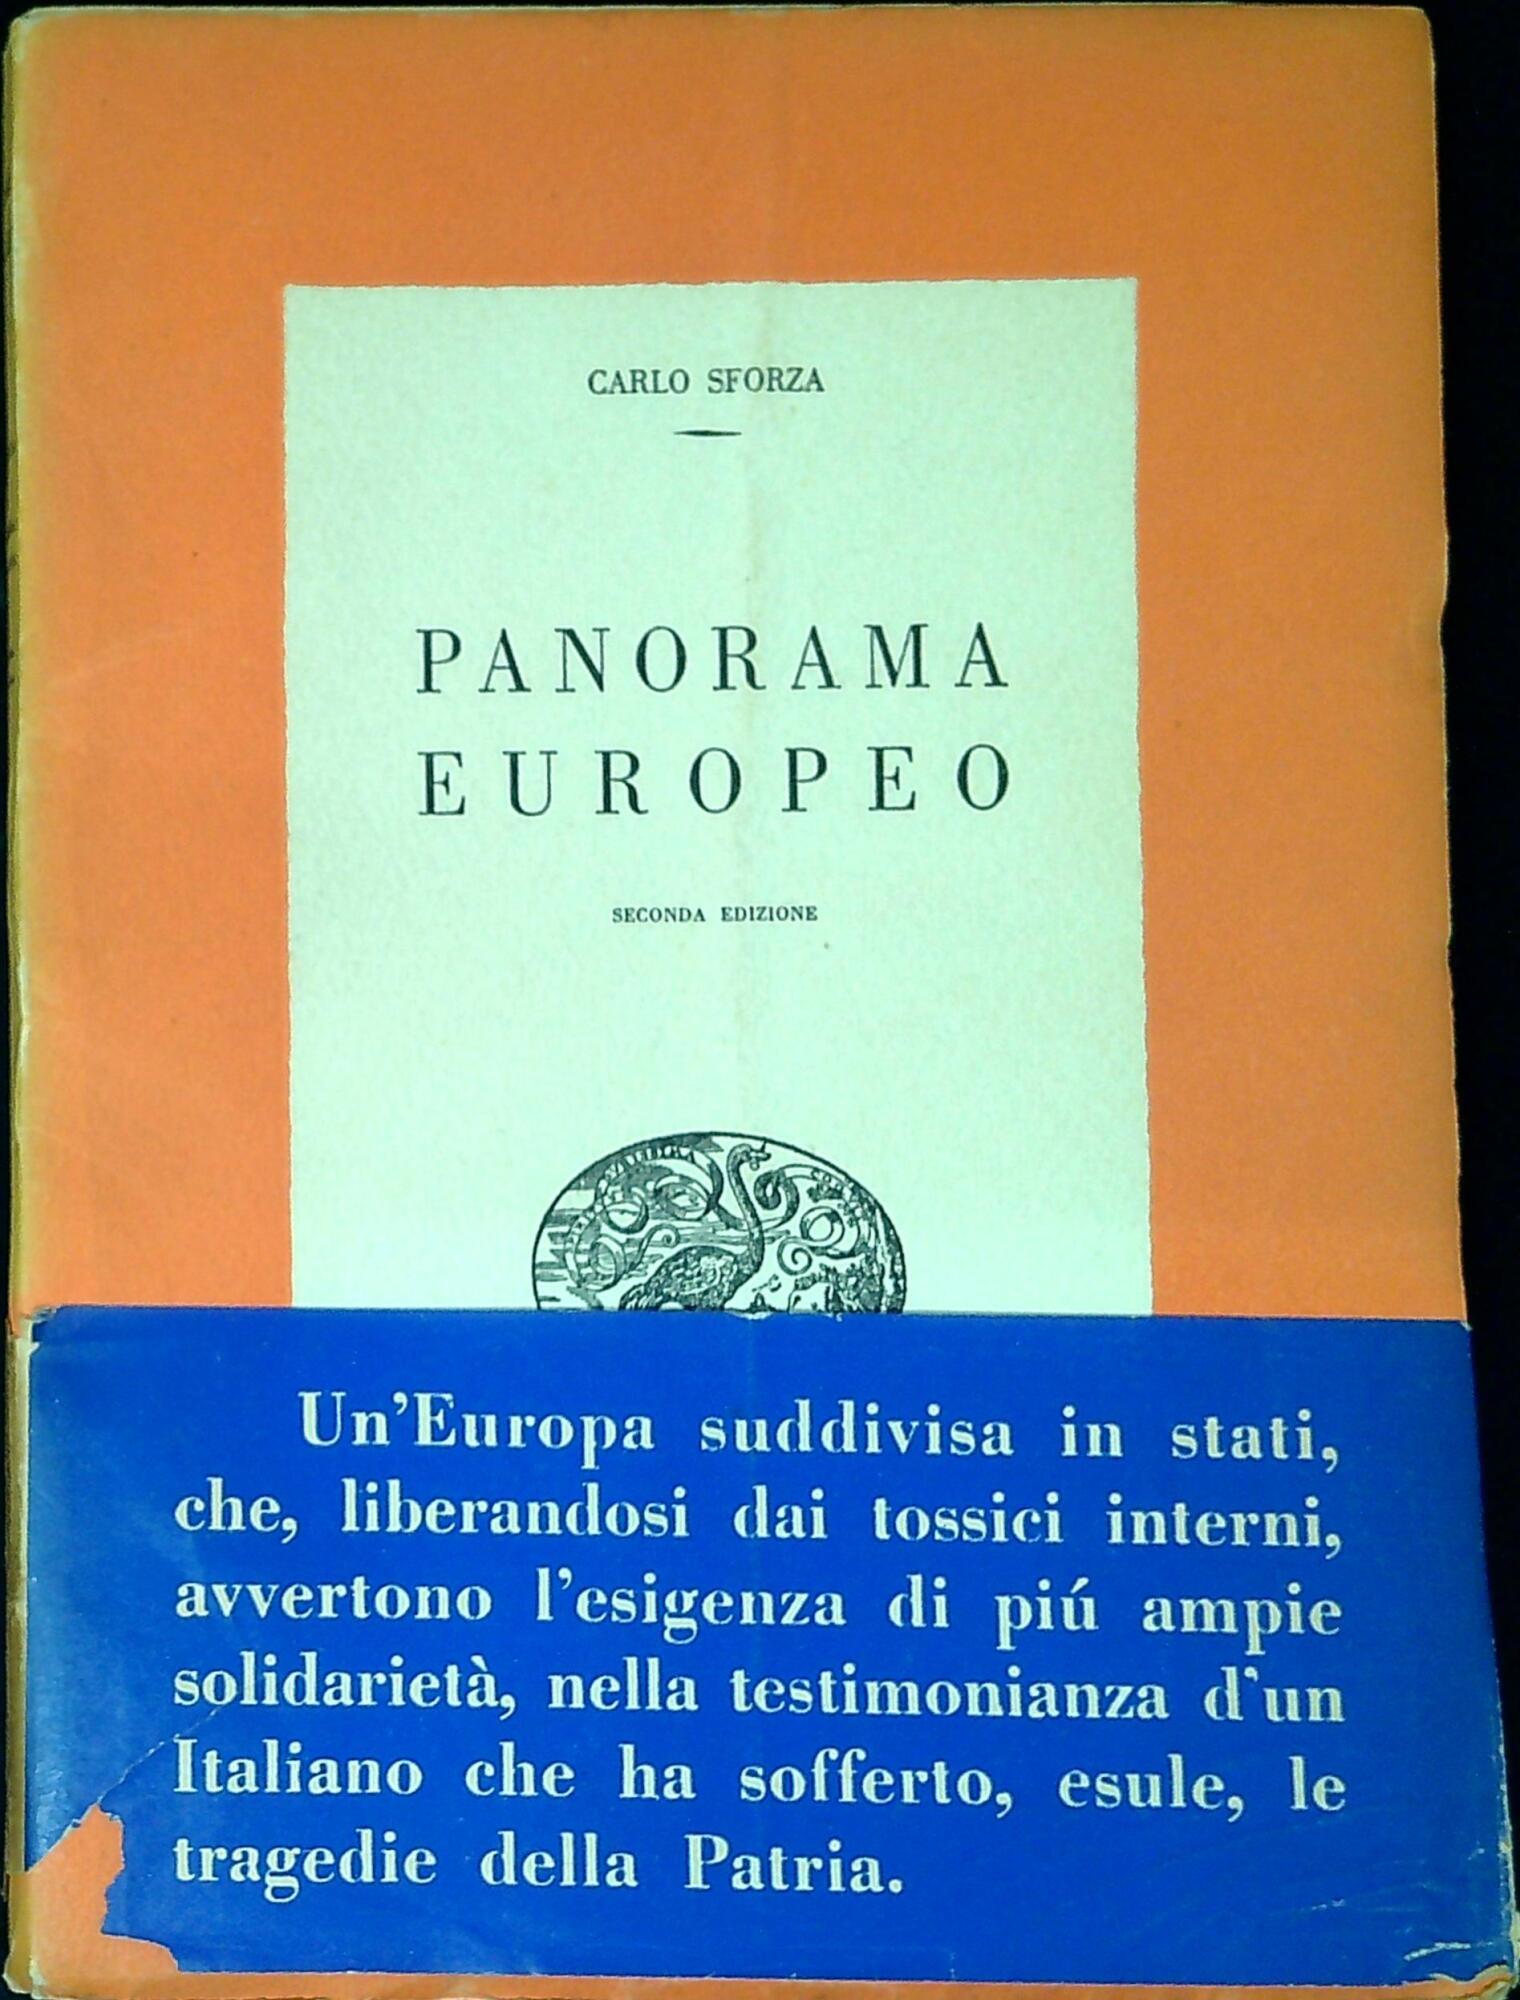 CARLO SFORZA
PANORAMA
EUROPEO
SECONDA EDIZIONE
Un'Europa suddivisa in stati,
che, liberandosi dai tossici interni,
avvertono l'esigenza di piú ampie
solidarietà, nella testimonianza d'un
Italiano che ha sofferto, esule, le
tragedie della Patria.